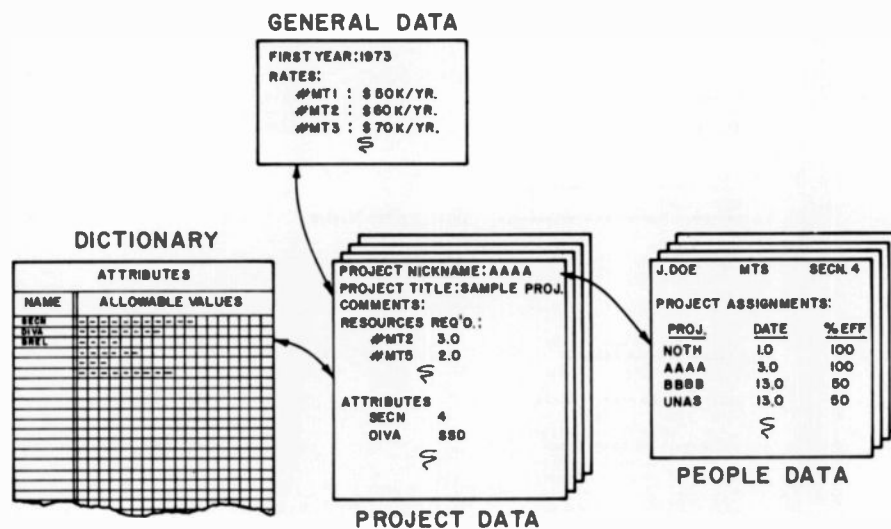 GENERAL DATA
FIRST YEAR:1973
RATES:
#MT1 : $50K/YR.
#MT2 : $60K/YR.
#MT3 : $70K/YR.
DICTIONARY
ATTRIBUTES
NAME ALLOWABLE VALUES
SECN
DIVA
BREL
PROJECT NICKNAME: AAAA
PROJECT TITLE:SAMPLE PROJ.
COMMENTS:
RESOURCES REQ'D.:
#MT2 3.0
#MT5 2.0
ATTRIBUTES
SECN 4
DIVA SSD
PROJECT DATA
J.DOE MTS SECN. 4
PROJECT ASSIGNMENTS:
PROJ. DATE %EFF
NOTH 1.0 100
AAAA 3.0 100
BBBB 13.0 50
UNAS 13.0 50
PEOPLE DATA